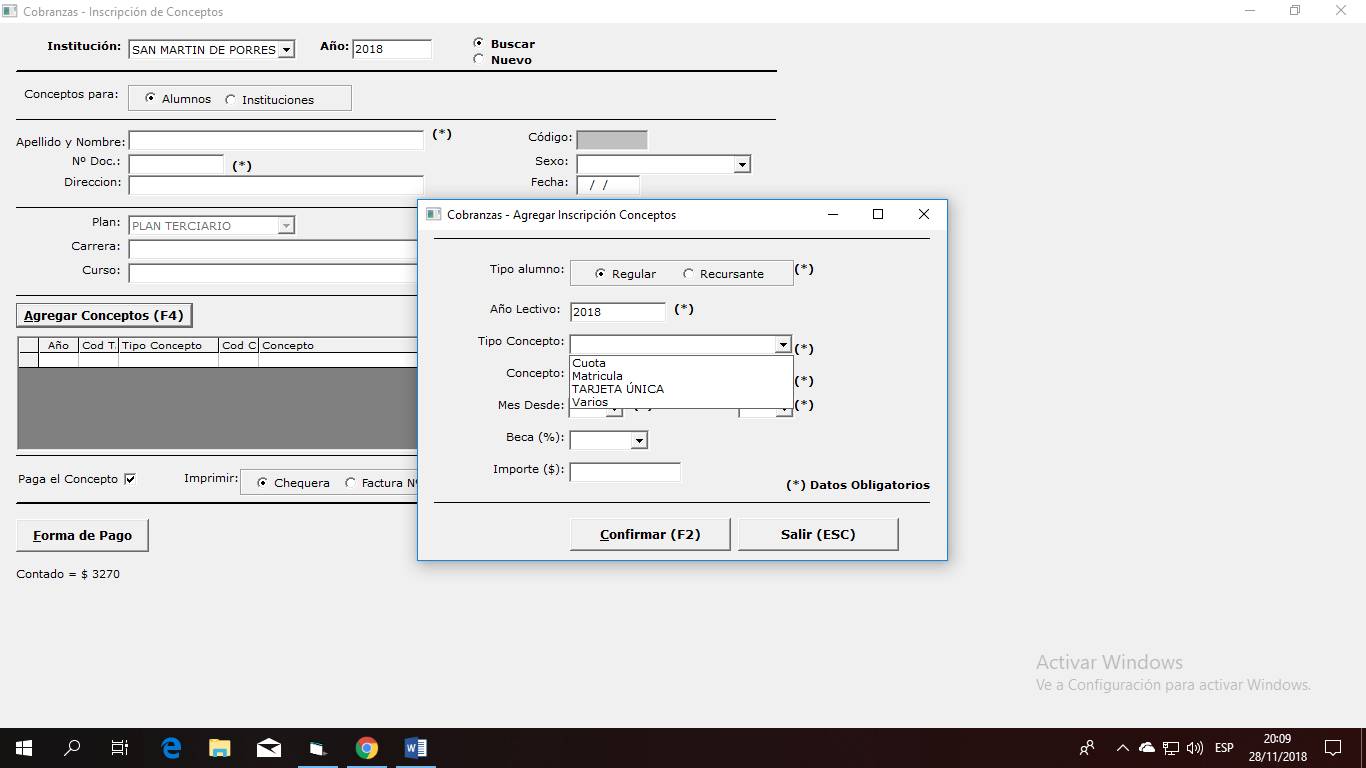 Cobranzas - Inscripción de Conceptos
Institución: SAN MARTIN DE PORRES Año: 2018 Buscar
Nuevo
Conceptos para: Alumnos Instituciones
Apellido y Nombre: (*) Código:
Nº Doc.: (*) Sexo:
Direccion: Fecha: / /
Plan: PLAN TERCIARIO
Carrera:
Curso:
Agregar Conceptos (F4)
Año Cod T. Tipo Concepto Cod C Concepto
Paga el Concepto Imprimir: Chequera Factura Nº
Forma de Pago
Contado = $ 3270
Cobranzas - Agregar Inscripción Conceptos
Tipo alumno: Regular Recursante (*)
Año Lectivo: 2018 (*)
Tipo Concepto: (*)
Cuota
Matricula
TARJETA ÚNICA
Varios
Concepto: (*)
Mes Desde: (*)
Beca (%):
Importe ($):
(*) Datos Obligatorios
Confirmar (F2) Salir (ESC)
Activar Windows
Ve a Configuración para activar Windows.
ESP 20:09
28/11/2018